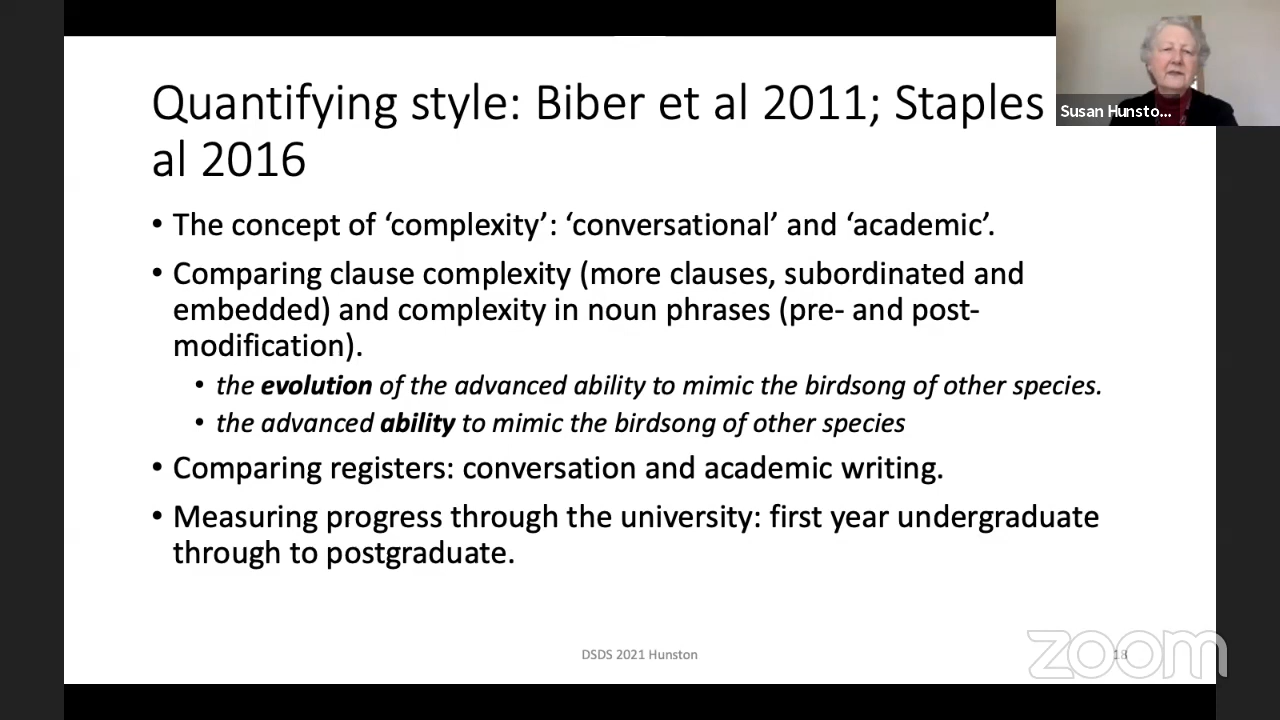 Quantifying style: Biber et al 2011; Staples
al 2016
Susan Hunsto...
• The concept of ‘complexity’: ‘conversational’ and ‘academic’.
• Comparing clause complexity (more clauses, subordinated and
embedded) and complexity in noun phrases (pre- and post-
modification).
• the evolution of the advanced ability to mimic the birdsong of other species.
• the advanced ability to mimic the birdsong of other species
• Comparing registers: conversation and academic writing.
• Measuring progress through the university: first year undergraduate
through to postgraduate.
DSDS 2021 Hunston
18
zoom